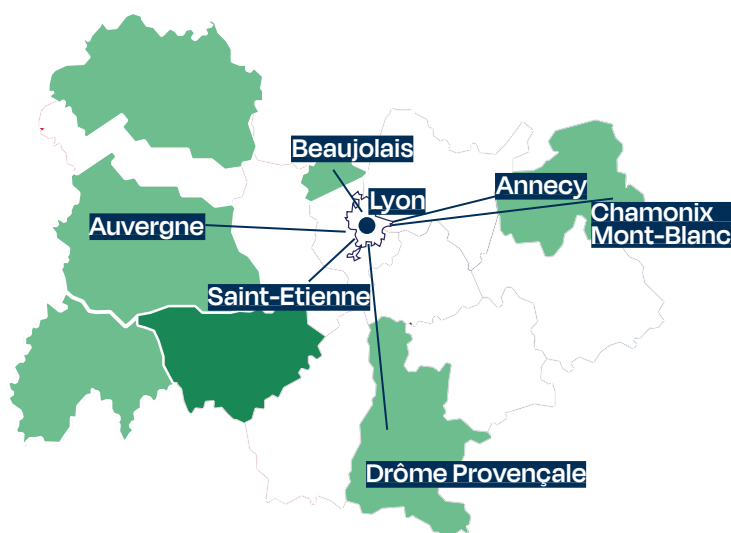 Beaujolais
Lyon
Annecy
Chamonix
Mont-Blanc
Auvergne
Saint-Etienne
Drôme Provençale